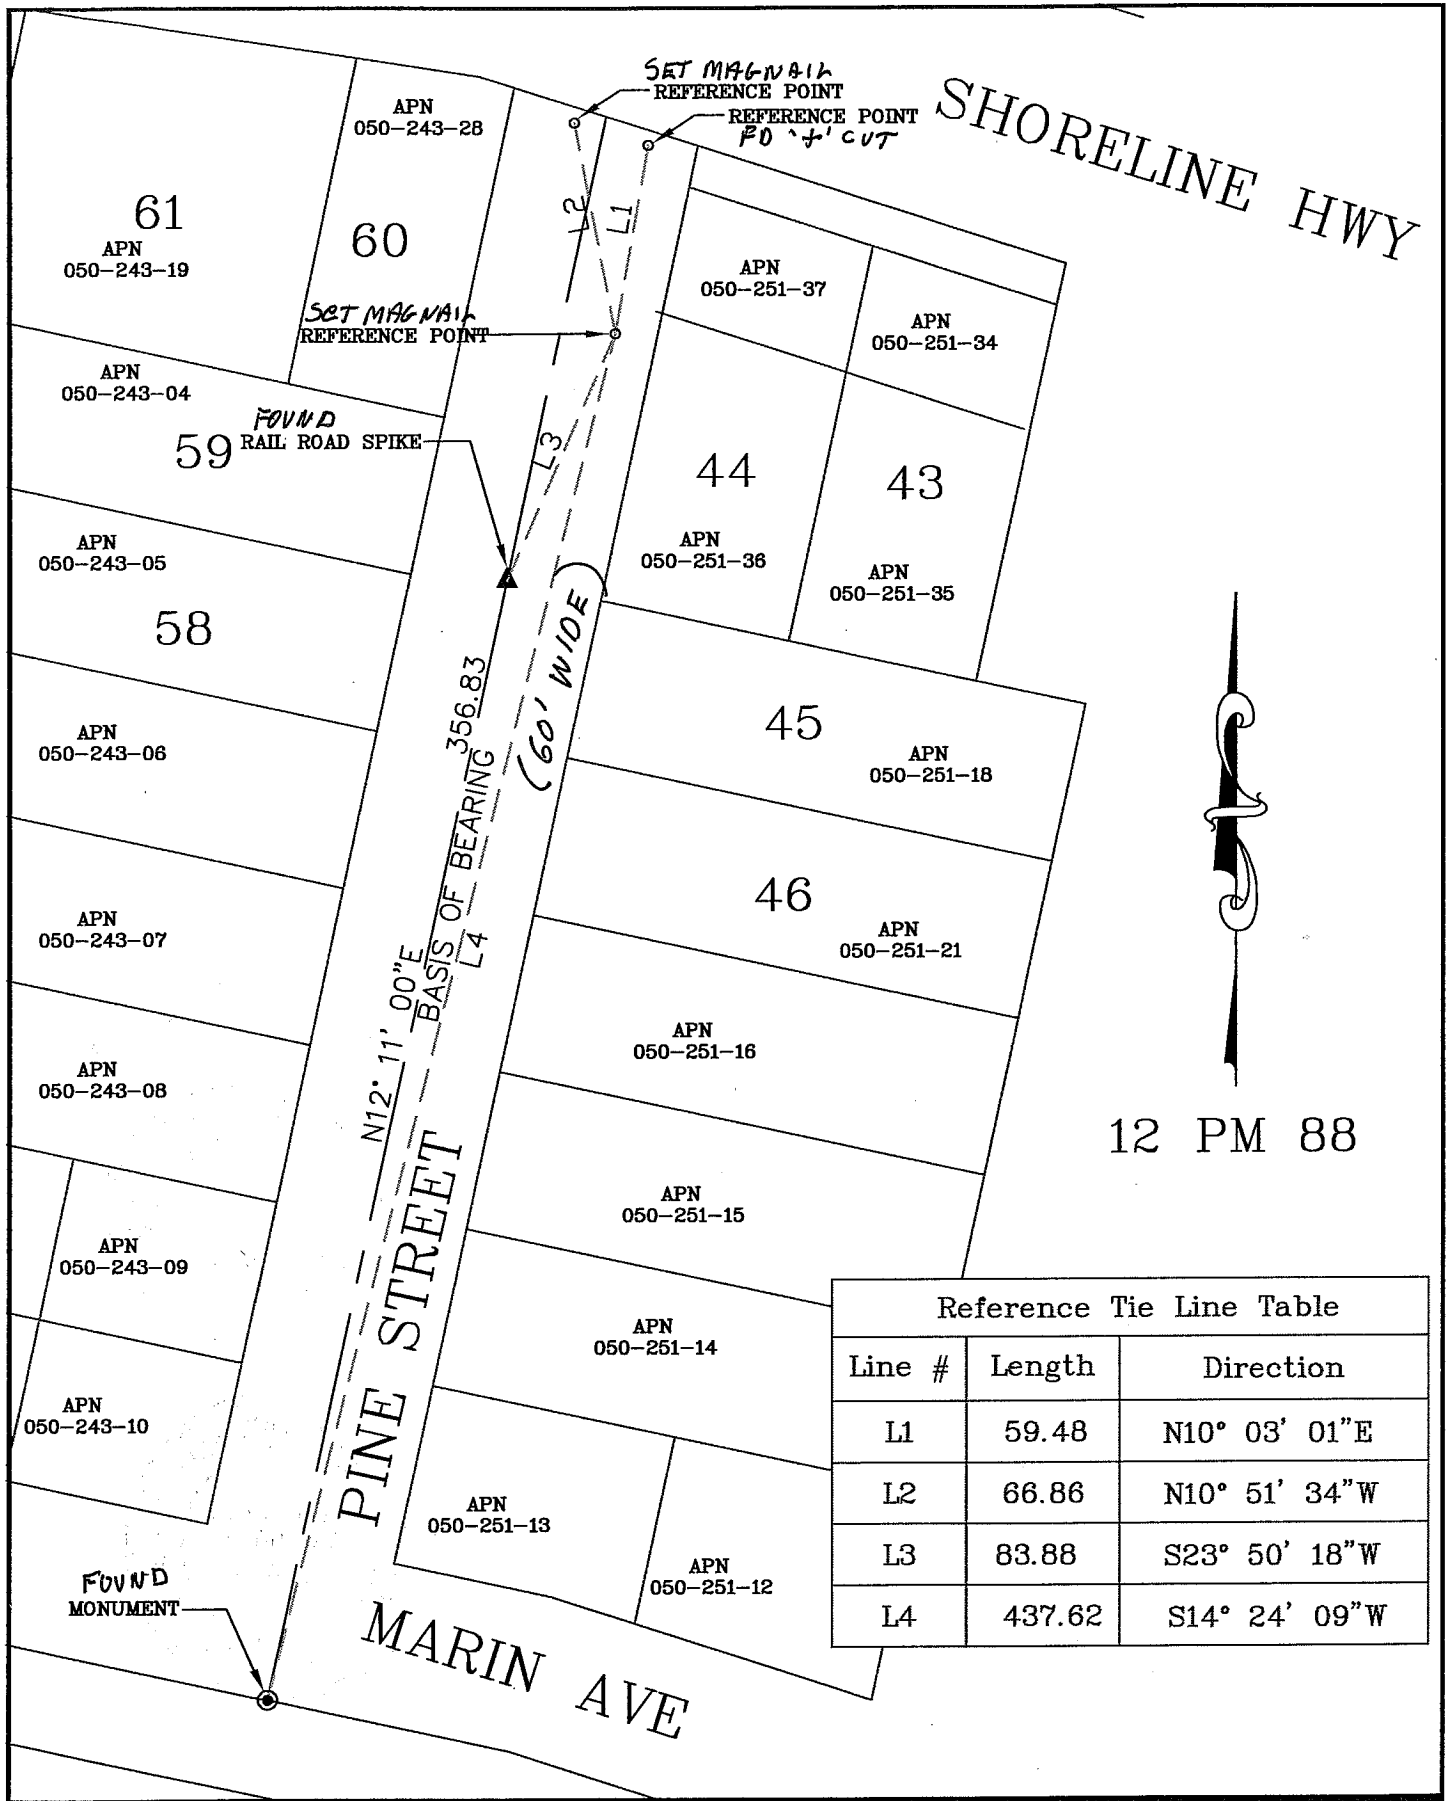 SET MAGNAIL
REFERENCE POINT
REFERENCE POINT
FD '+' CUT
SHORELINE HWY
APN
050-243-28
61
APN
050-243-19
60
L2
L1
APN
050-251-37
SET MAGNAIL
REFERENCE POINT
APN
050-251-34
APN
050-243-04
59
FOUND
RAIL ROAD SPIKE
L3
44
43
APN
050-251-36
APN
050-251-35
APN
050-243-05
58
(60' WIDE)
356.83
N12° 11' 00"E
BASIS OF BEARING
L4
45
APN
050-251-18
APN
050-243-06
46
APN
050-251-21
APN
050-243-07
APN
050-251-16
APN
050-243-08
12 PM 88
PINE STREET
APN
050-251-15
APN
050-243-09
APN
050-251-14
APN
050-243-10
APN
050-251-13
APN
050-251-12
FOUND
MONUMENT
MARIN AVE
Reference Tie Line Table
Line # Length Direction
L1 59.48 N10° 03' 01"E
L2 66.86 N10° 51' 34"W
L3 83.88 S23° 50' 18"W
L4 437.62 S14° 24' 09"W